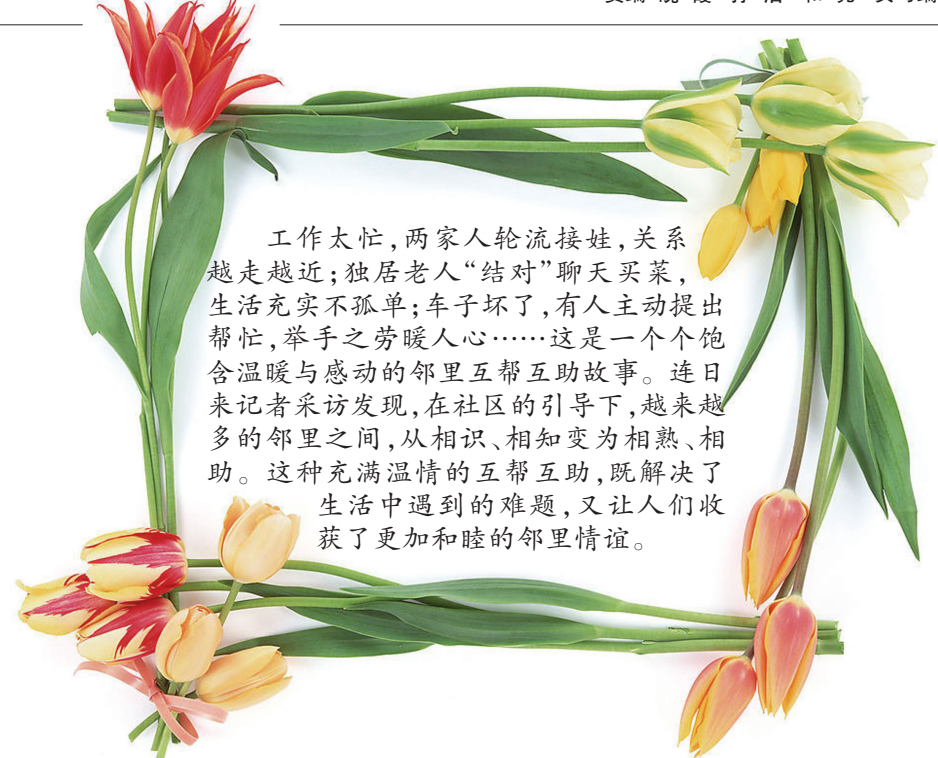 工作太忙,两家人轮流接娃,关系
越走越近;独居老人“结对”聊天买菜,
生活充实不孤单;车子坏了,有人主动提出
帮忙,举手之劳暖人心……这是一个个饱
含温暖与感动的邻里互帮互助故事。连日
来记者采访发现,在社区的引导下,越来越
多的邻里之间,从相识、相知变为相熟、相
助。这种充满温情的互帮互助,既解决了
生活中遇到的难题,又让人们收
获了更加和睦的邻里情谊。